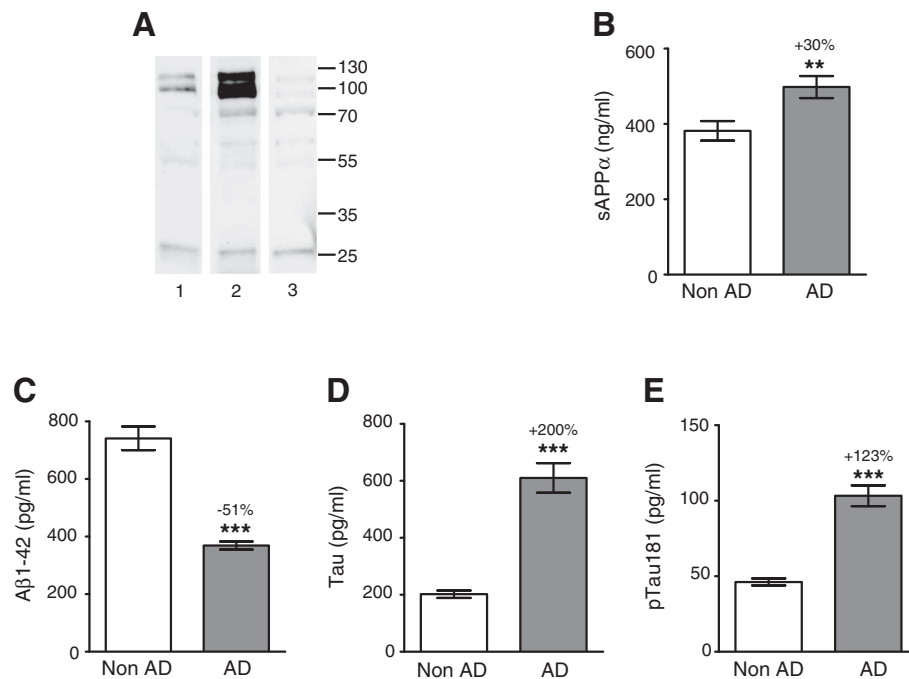 A
130
100
70
55
35
25
1 2 3
B
sAPPα (ng/ml)
600
400
200
0
+30%
**
Non AD AD
C
Aβ1-42 (pg/ml)
800
600
400
200
0
-51%
***
Non AD AD
D
Tau (pg/ml)
800
600
400
200
0
+200%
***
Non AD AD
E
pTau181 (pg/ml)
150
100
50
0
+123%
***
Non AD AD